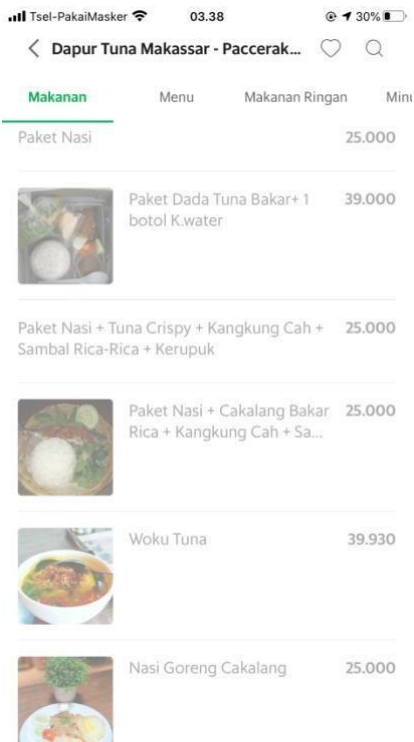 Tsel-PakaiMasker 03.38 30%
Dapur Tuna Makassar - Paccerak...
Makanan Menu Makanan Ringan Minu
Paket Nasi 25.000
Paket Dada Tuna Bakar+ 1 39.000
botol K.water
Paket Nasi + Tuna Crispy + Kangkung Cah + 25.000
Sambal Rica-Rica + Kerupuk
Paket Nasi + Cakalang Bakar 25.000
Rica + Kangkung Cah + Sa...
Woku Tuna 39.930
Nasi Goreng Cakalang 25.000